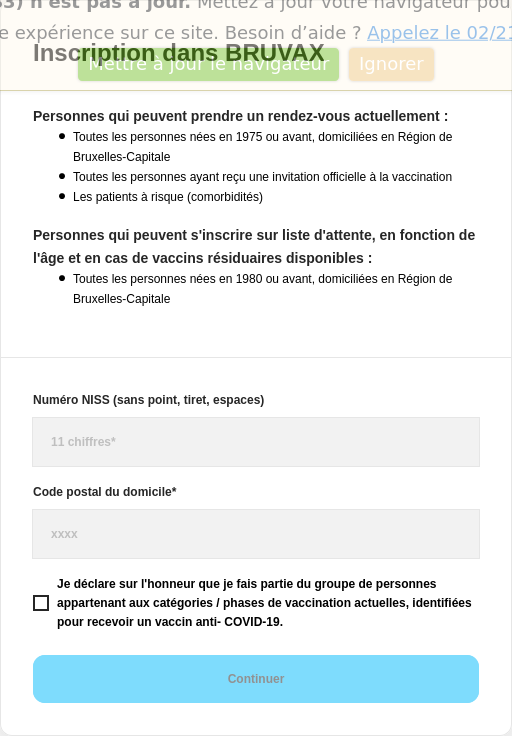 3) n'est pas à jour. Mettez à jour votre navigateur pou
e expérience sur ce site. Besoin d’aide ? Appelez le 02/21
Inscription dans BRUVAX
Mettre à jour le navigateur Ignorer
Personnes qui peuvent prendre un rendez-vous actuellement :
Toutes les personnes nées en 1975 ou avant, domiciliées en Région de
Bruxelles-Capitale
Toutes les personnes ayant reçu une invitation officielle à la vaccination
Les patients à risque (comorbidités)
Personnes qui peuvent s'inscrire sur liste d'attente, en fonction de
l'âge et en cas de vaccins résiduaires disponibles :
Toutes les personnes nées en 1980 ou avant, domiciliées en Région de
Bruxelles-Capitale
Numéro NISS (sans point, tiret, espaces)
11 chiffres*
Code postal du domicile*
xxxx
Je déclare sur l'honneur que je fais partie du groupe de personnes
appartenant aux catégories / phases de vaccination actuelles, identifiées
pour recevoir un vaccin anti- COVID-19.
Continuer